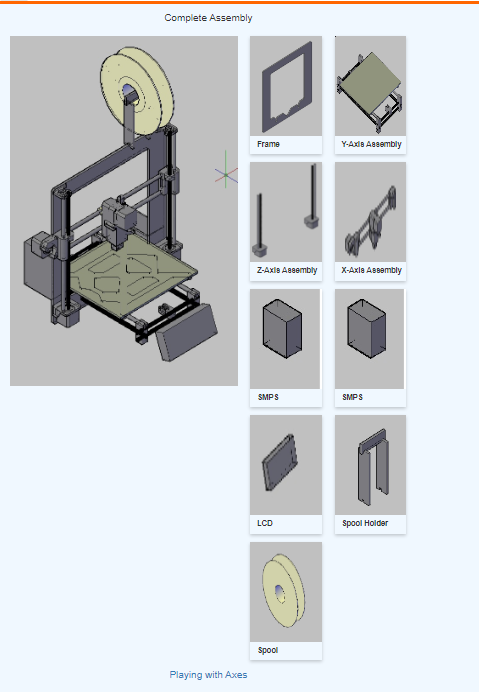 Complete Assembly
Frame
Y-Axis Assembly
Z-Axis Assembly
X-Axis Assembly
SMPS
SMPS
LCD
Spool Holder
Spool
Playing with Axes